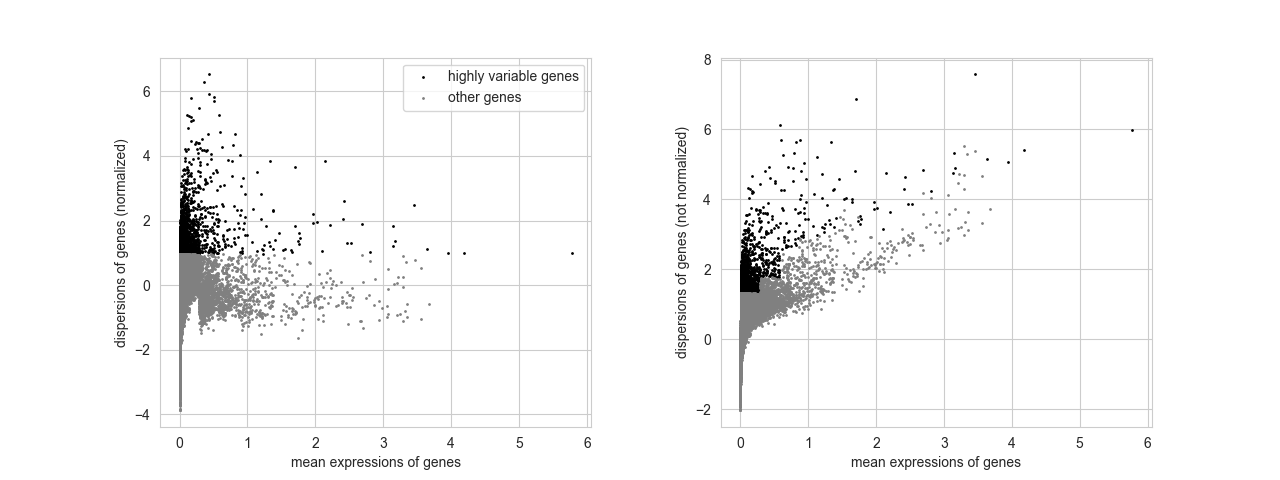 dispersions of genes (normalized)
6
4
2
0
−2
−4
0 1 2 3 4 5 6
mean expressions of genes
highly variable genes
other genes
dispersions of genes (not normalized)
8
6
4
2
0
−2
0 1 2 3 4 5 6
mean expressions of genes